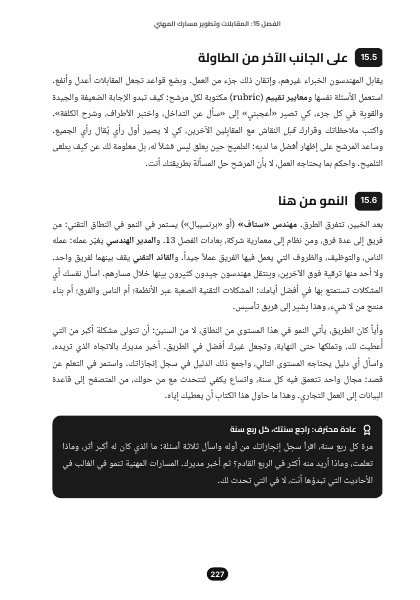 الفصل 15: المقابلات وتطوير مسارك المهني
15.5 على الجانب الآخر من الطاولة
يقابل المهندسون الخبراء غيرهم، وإتقان ذلك جزء من العمل. وبضع قواعد تجعل المقابلات أعدل وأنفع.
استعمل الأسئلة نفسها ومعايير تقييم (rubric) مكتوبة لكل مرشح: كيف تبدو الإجابة الضعيفة والجيدة
والقوية في كل جزء، كي تصير «أعجبني» إلى «سأل عن التداخل، واختبر الأطراف، وشرح الكلفة».
واكتب ملاحظاتك وقرارك قبل النقاش مع المقابِلين الآخرين، كي لا يصير أول رأي يُقال رأي الجميع.
وساعد المرشح على إظهار أفضل ما لديه: التلميح حين يعلق ليس فشلاً له، بل معلومة لك عن كيف يتلقى
التلميح. واحكم بما يحتاجه العمل، لا بأن المرشح حل المسألة بطريقتك أنت.
15.6 النمو من هنا
بعد الخبير، تتفرق الطرق. مهندس «ستاف» (أو «برنسيبال») يستمر في النمو في النطاق التقني: من
فريق إلى عدة فرق، ومن نظام إلى معمارية شركة، بعادات الفصل 13. والمدير الهندسي يغيّر عمله: عمله
الناس، والتوظيف، والظروف التي يعمل فيها الفريق عملاً جيداً. والقائد التقني يقف بينهما لفريق واحد.
ولا أحد منها ترقية فوق الآخرين، وينتقل مهندسون جيدون كثيرون بينها خلال مسارهم. اسأل نفسك أي
المشكلات تستمتع بها في أفضل أيامك: المشكلات التقنية الصعبة عبر الأنظمة؛ أم الناس والفرق؛ أم بناء
منتج من لا شيء، وهذا يشير إلى فريق تأسيس.
وأياً كان الطريق، يأتي النمو في هذا المستوى من النطاق، لا من السنين: أن تتولى مشكلة أكبر من التي
أُعطيت لك، وتملكها حتى النهاية، وتجعل غيرك أفضل في الطريق. أخبر مديرك بالاتجاه الذي تريده،
واسأل أي دليل يحتاجه المستوى التالي، واجمع ذلك الدليل في سجل إنجازاتك. واستمر في التعلم عن
قصد: مجال واحد تتعمق فيه كل سنة، واتساع يكفي لتتحدث مع من حولك، من المتصفح إلى قاعدة
البيانات إلى العمل التجاري. وهذا ما حاول هذا الكتاب أن يعطيك إياه.
عادة محترف: راجع سنتك، كل ربع سنة
مرة كل ربع سنة، اقرأ سجل إنجازاتك من أوله واسأل ثلاثة أسئلة: ما الذي كان له أكبر أثر، وماذا
تعلمت، وماذا أريد منه أكثر في الربع القادم؟ ثم أخبر مديرك. المسارات المهنية تنمو في الغالب في
الأحاديث التي تبدؤها أنت، لا في التي تحدث لك.
227